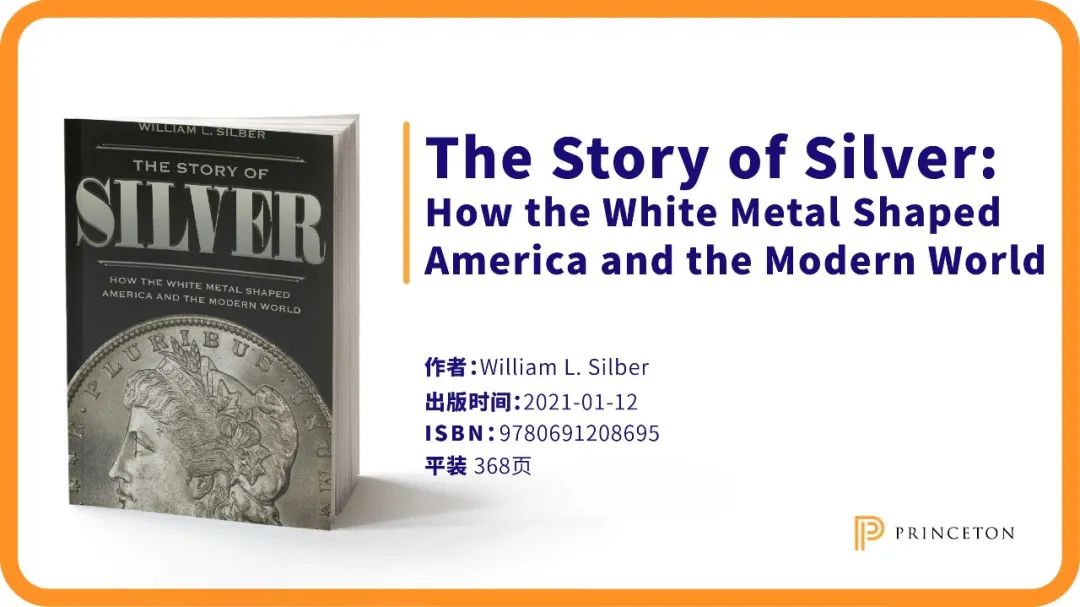 WILLIAM L. SILBER
THE STORY OF
SILVER
HOW THE WHITE METAL SHAPED
AMERICA AND THE MODERN WORLD
E PLURIBUS UNUM
The Story of Silver:
How the White Metal Shaped
America and the Modern World
作者:William L. Silber
出版时间:2021-01-12
ISBN:9780691208695
平装 368页
PRINCETON